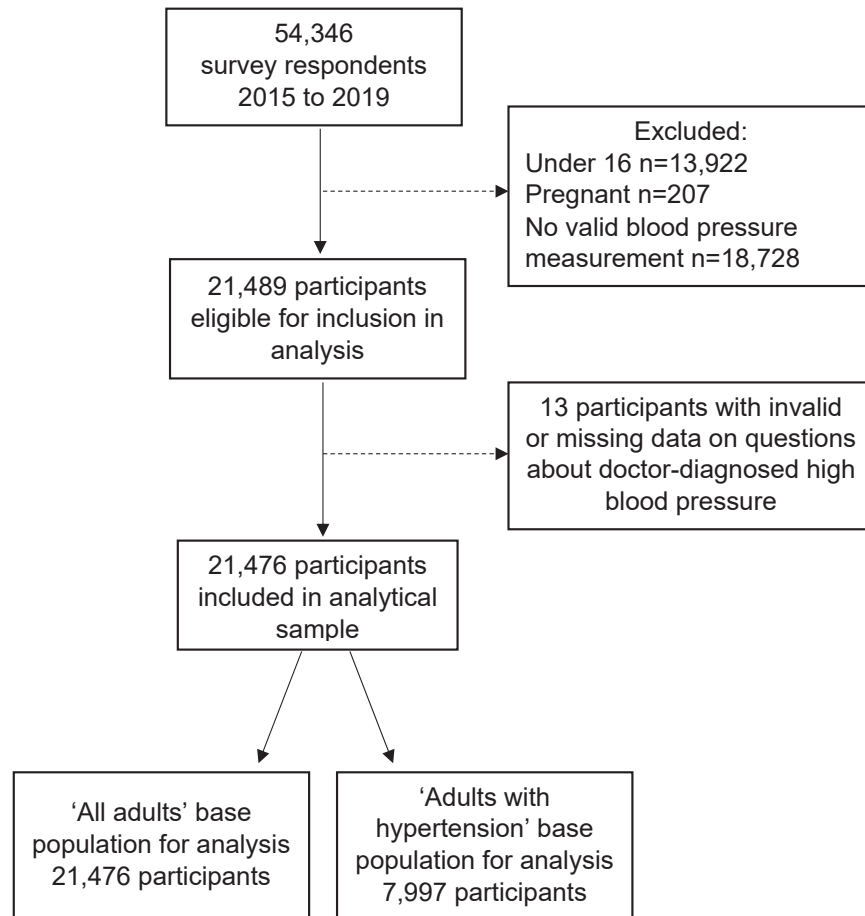 54,346
survey respondents
2015 to 2019
Excluded:
Under 16 n=13,922
Pregnant n=207
No valid blood pressure
measurement n=18,728
21,489 participants
eligible for inclusion in
analysis
13 participants with invalid
or missing data on questions
about doctor-diagnosed high
blood pressure
21,476 participants
included in analytical
sample
‘All adults’ base
population for analysis
21,476 participants
‘Adults with
hypertension’ base
population for analysis
7,997 participants